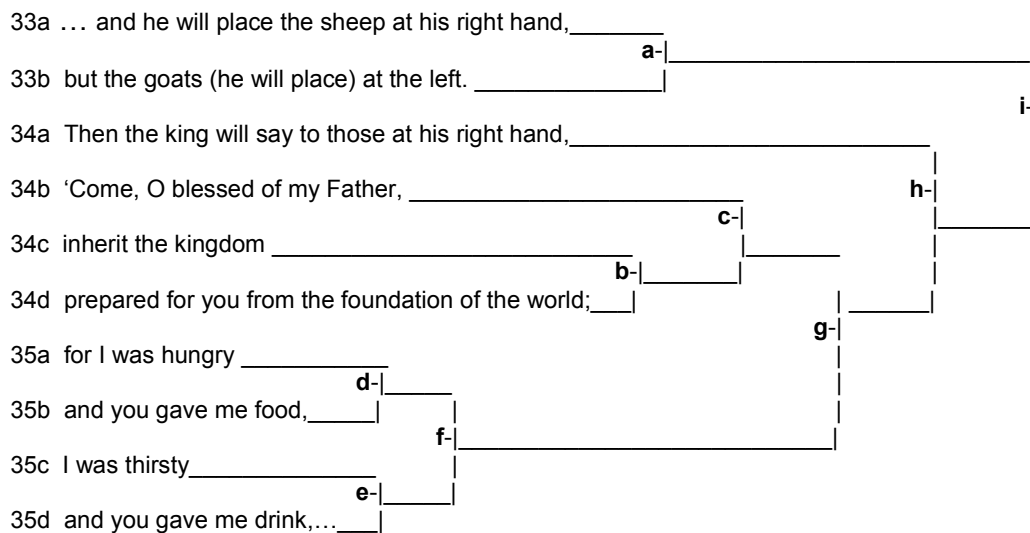 33a … and he will place the sheep at his right hand,
a-
33b but the goats (he will place) at the left.
i-
34a Then the king will say to those at his right hand,
34b ‘Come, O blessed of my Father,
h-
c-
34c inherit the kingdom
b-
34d prepared for you from the foundation of the world;
g-
35a for I was hungry
d-
35b and you gave me food,
f-
35c I was thirsty
e-
35d and you gave me drink,…